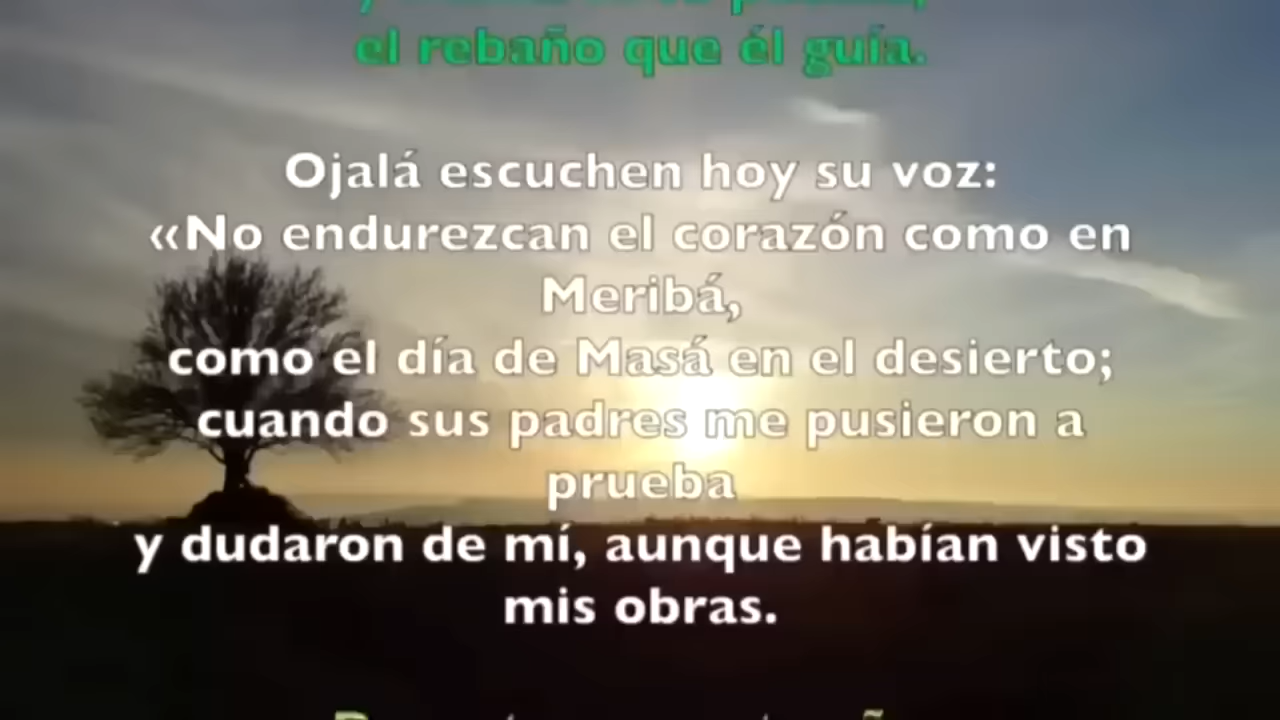 el rebaño que él guía.
Ojalá escuchen hoy su voz:
«No endurezcan el corazón como en
Meribá,
como el día de Masá en el desierto;
cuando sus padres me pusieron a
prueba
y dudaron de mí, aunque habían visto
mis obras.